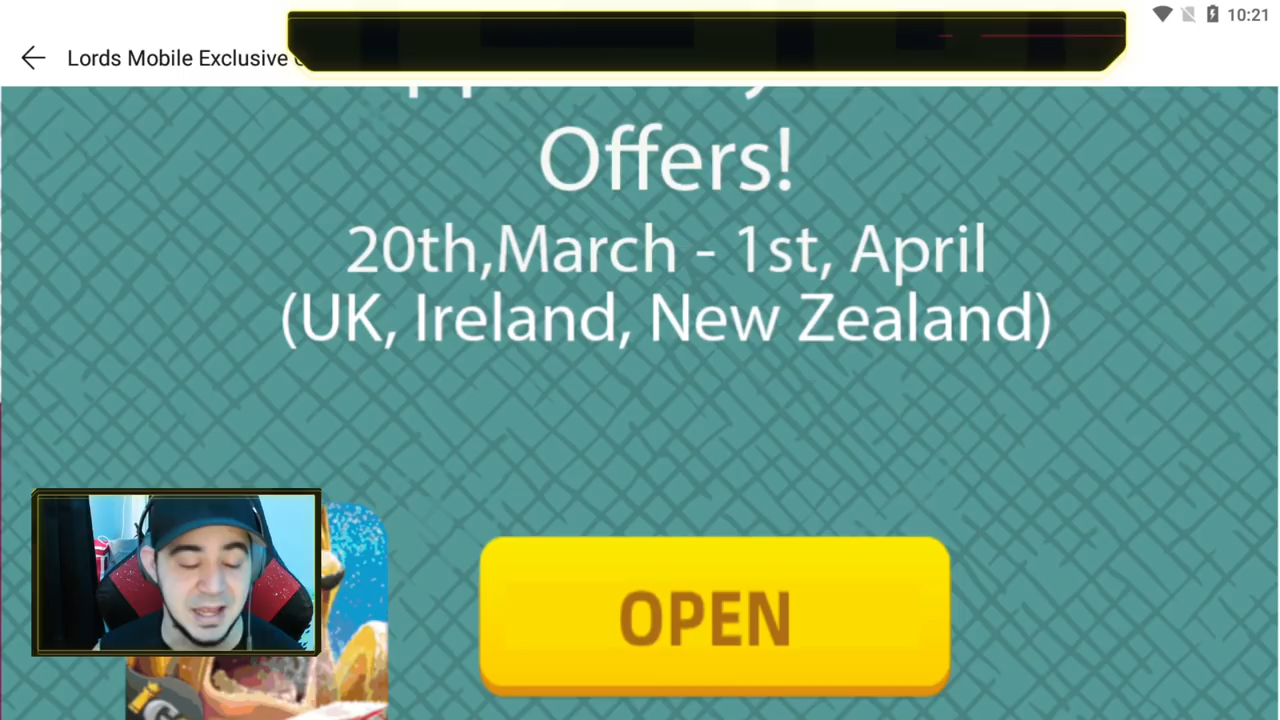 10:21
Lords Mobile Exclusive
Offers!
20th,March - 1st, April
(UK, Ireland, New Zealand)
OPEN